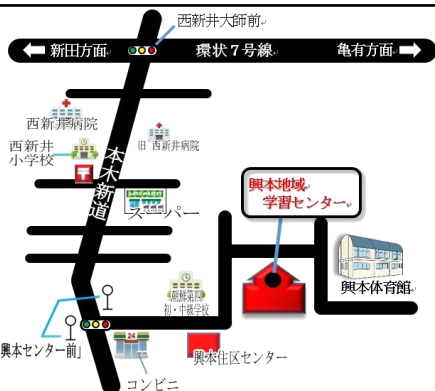 西新井大師前
新田方面
環状７号線
亀有方面
西新井病院
旧 西新井病院
西新井
小学校
本木新道
スーパー
興本地域
学習センター
興本体育館
朝鮮第四
初・中級学校
興本センター前」
24
興本住区センター
コンビニ